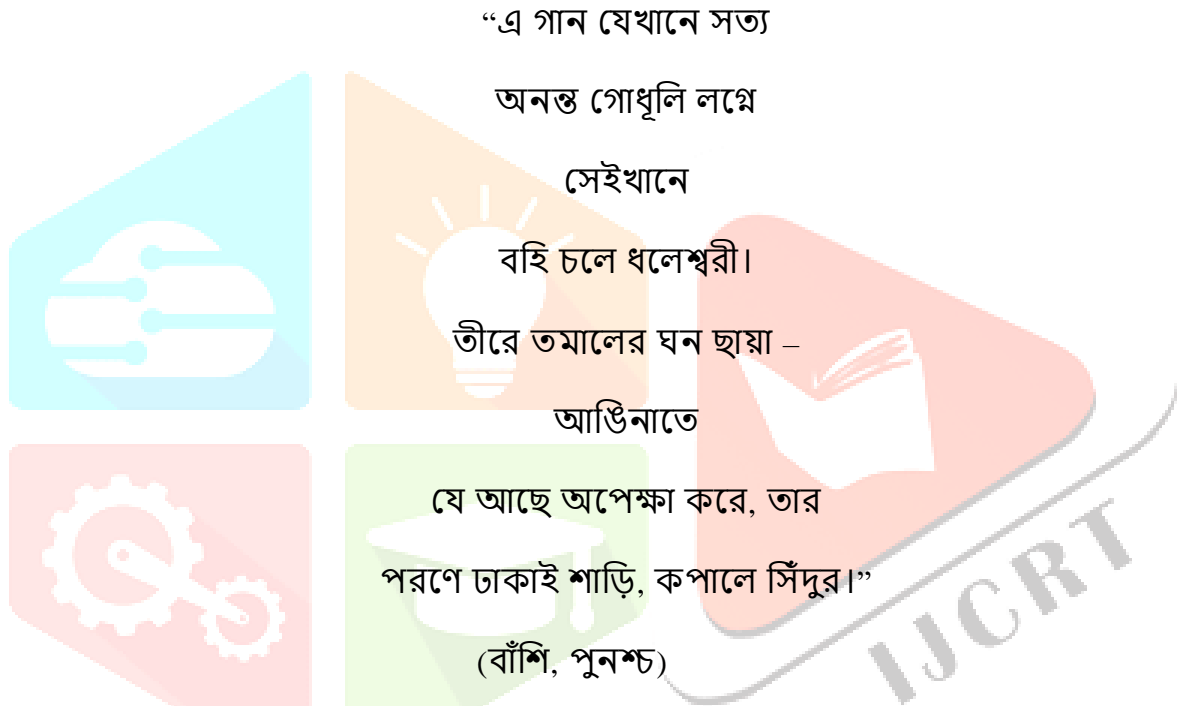 “এ গান যেখানে সত্য
অনন্ত গোধূলি লগ্নে
সেইখানে
বহি চলে ধলেশ্বরী।
তীরে তমালের ঘন ছায়া –
আঙিনাতে
যে আছে অপেক্ষা করে, তার
পরণে ঢাকাই শাড়ি, কপালে সিঁদুর।”
(বাঁশি, পুনশ্চ)
IJCRT